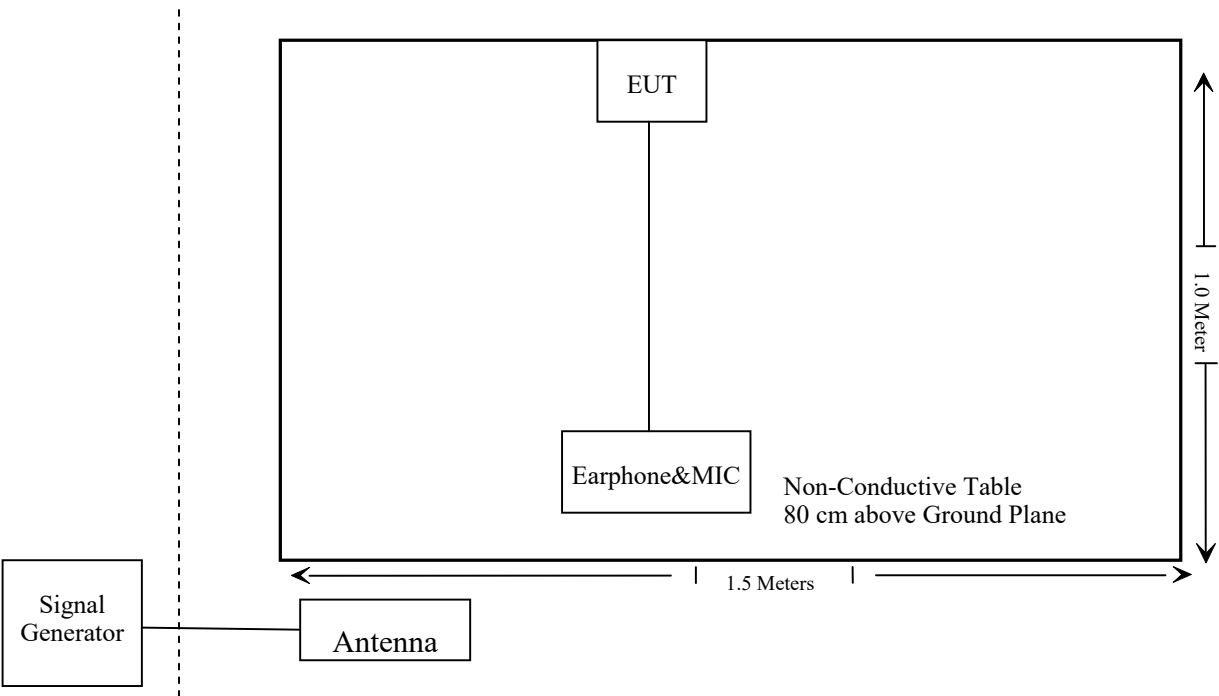 EUT
1.0 Meter
Earphone&MIC
Non-Conductive Table
80 cm above Ground Plane
1.5 Meters
Signal
Generator
Antenna